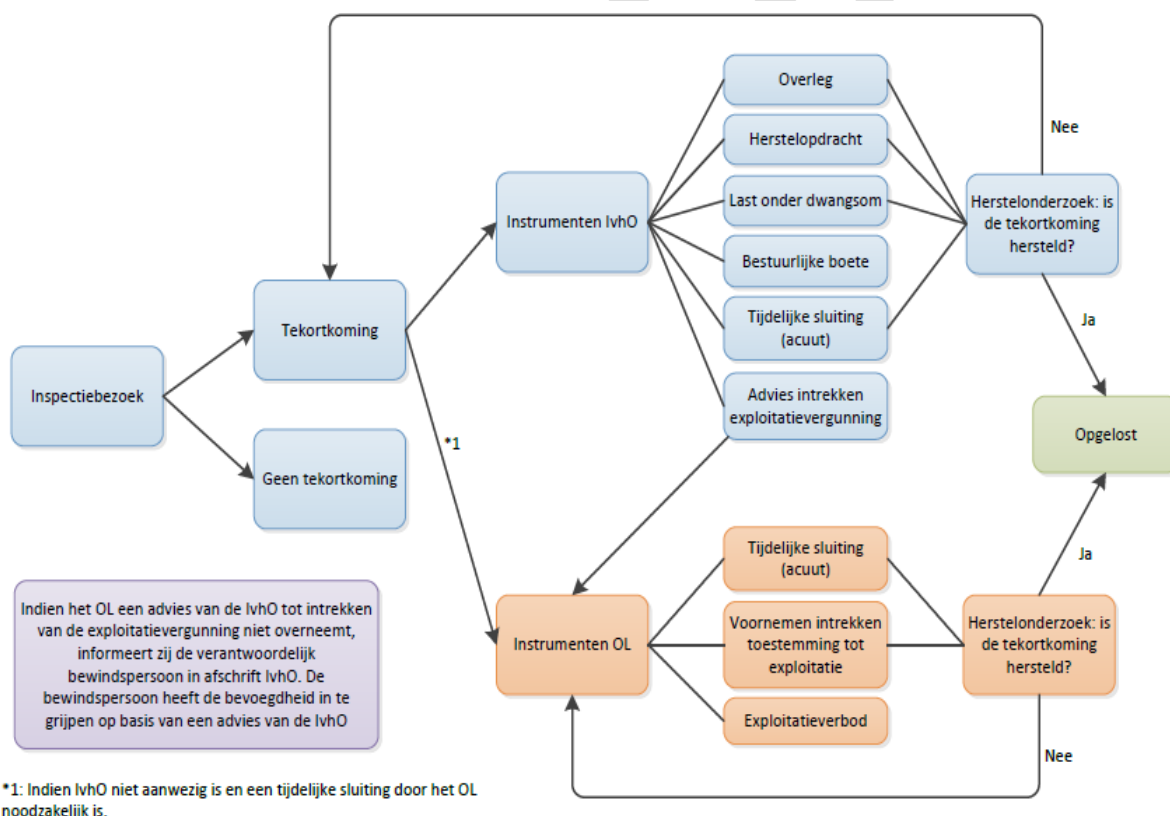 Overleg
Nee
Herstelopdracht
Instrumenten IvhO
Last onder dwangsom
Herstelonderzoek: is
de tekortkoming
hersteld?
Bestuurlijke boete
Tekortkoming
Tijdelijke sluiting
(acuut)
Ja
Inspectiebezoek
Advies intrekken
exploitatievergunning
Opgelost
*1
Geen tekortkoming
Tijdelijke sluiting
(acuut)
Ja
Indien het OL een advies van de IvhO tot intrekken
van de exploitatievergunning niet overneemt,
informeert zij de verantwoordelijk
bewindspersoon in afschrift IvhO. De
bewindspersoon heeft de bevoegdheid in te
grijpen op basis van een advies van de IvhO
Instrumenten OL
Voornemen intrekken
toestemming tot
exploitatie
Herstelonderzoek: is
de tekortkoming
hersteld?
Exploitatieverbod
Nee
*1: Indien IvhO niet aanwezig is en een tijdelijke sluiting door het OL
noodzakelijk is.